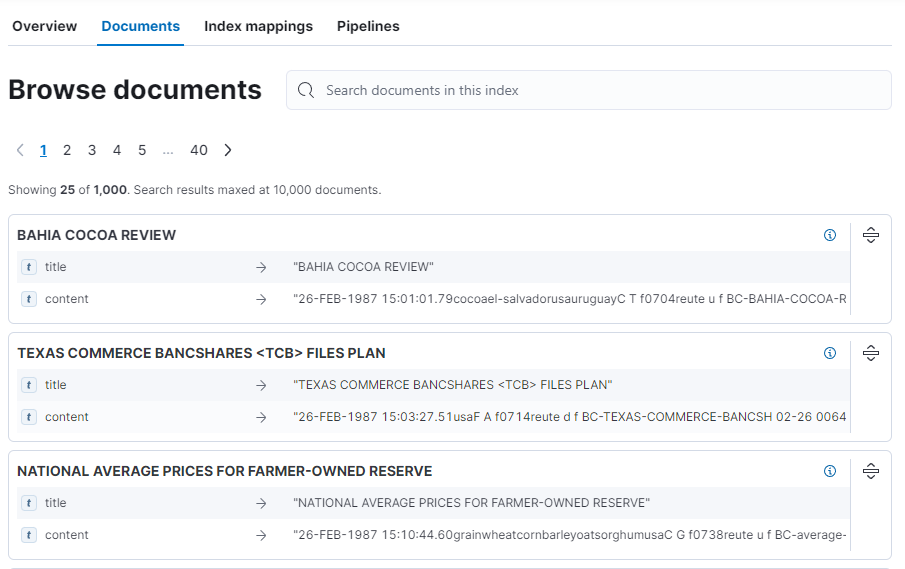 Overview Documents Index mappings Pipelines
Browse documents
Search documents in this index
1 2 3 4 5 ... 40
Showing 25 of 1,000. Search results maxed at 10,000 documents.
BAHIA COCOA REVIEW
t title "BAHIA COCOA REVIEW"
t content "26-FEB-1987 15:01:01.79cocoael-salvadorusauruguayC T f0704reute u f BC-BAHIA-COCOA-R
TEXAS COMMERCE BANCSHARES <TCB> FILES PLAN
t title "TEXAS COMMERCE BANCSHARES <TCB> FILES PLAN"
t content "26-FEB-1987 15:03:27.51usaF A f0714reute d f BC-TEXAS-COMMERCE-BANCSH 02-26 0064
NATIONAL AVERAGE PRICES FOR FARMER-OWNED RESERVE
t title "NATIONAL AVERAGE PRICES FOR FARMER-OWNED RESERVE"
t content "26-FEB-1987 15:10:44.60grainwheatcornbarleyoatsorghumusaC G f0738reute u f BC-average-